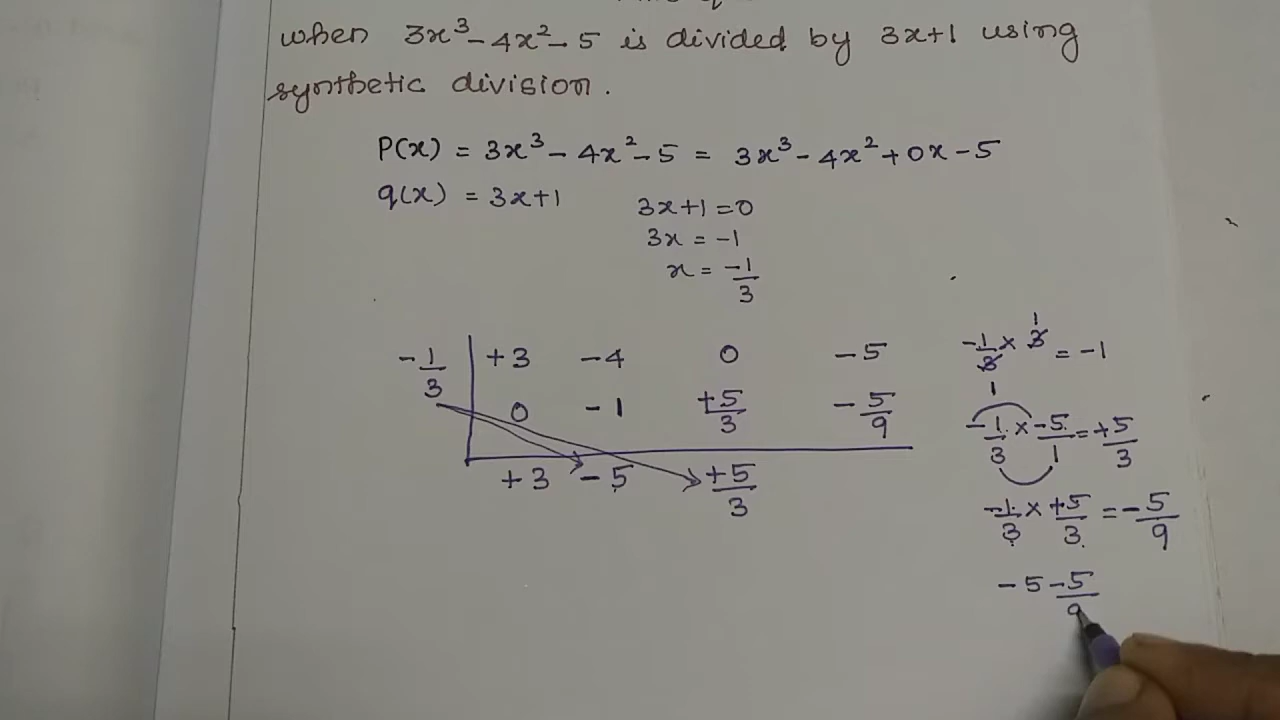 when 3x³ - 4x² - 5 is divided by 3x+1 using
synthetic division.
P(x) = 3x³ - 4x² - 5 = 3x³ - 4x² + 0x - 5
q(x) = 3x+1
3x+1 = 0
3x = -1
x = -1/3
-1/3 | +3 -4 0 -5
0 -1 +5/3 -5/9
+3 -5 +5/3
-1/3 × 3 = -1
1 1
-1/3 × -5/1 = +5/3
-1/3 × +5/3 = -5/9
-5 -5/9